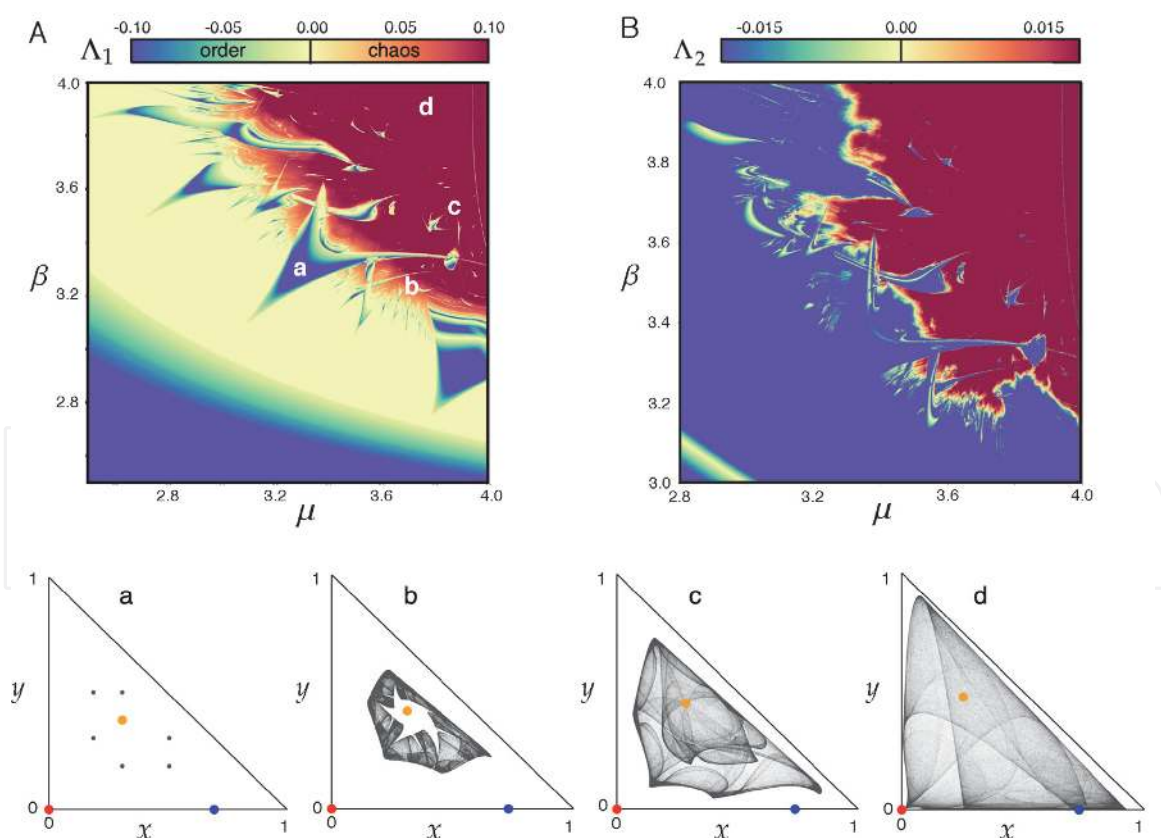 A
-0.10 -0.05 0.00 0.05 0.10
Λ1 order chaos
4.0
3.6
β
3.2
2.8
d
c
a
b
2.8 3.2 3.6 4.0
μ
B
-0.015 0.00 0.015
Λ2
4.0
3.8
3.6
β
3.4
3.2
3.0
2.8 3.2 3.6 4.0
μ
1 a
y
0
0 x 1
1 b
y
0
0 x 1
1 c
y
0
0 x 1
1 d
y
0
0 x 1